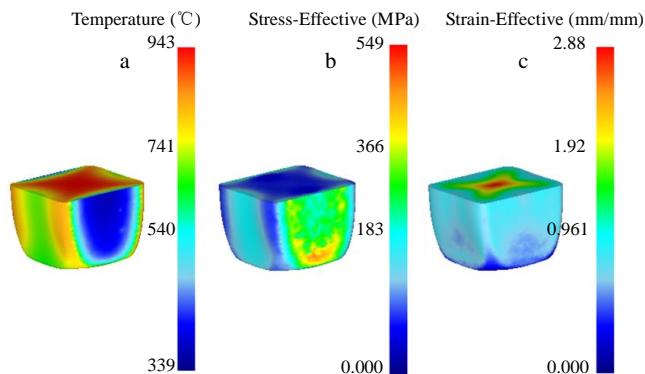 Temperature (℃)
943
a
741
540
339
Stress-Effective (MPa)
549
b
366
183
0.000
Strain-Effective (mm/mm)
2.88
c
1.92
0.961
0.000